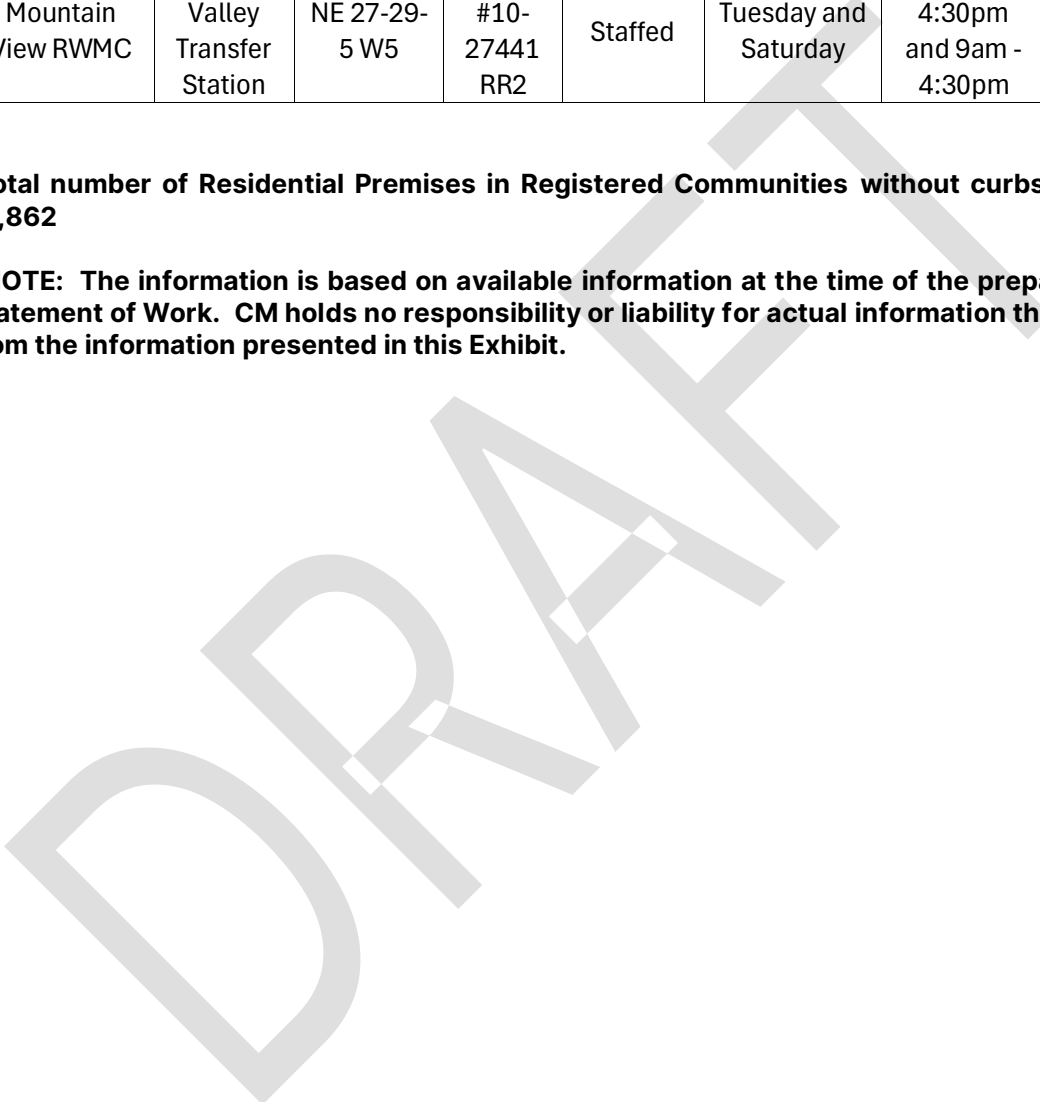 Mountain Valley NE 27-29- #10- Staffed Tuesday and 4:30pm
View RWMC Transfer 5 W5 27441 Saturday and 9am -
Station RR2 4:30pm
otal number of Residential Premises in Registered Communities without curbs
,862
OTE: The information is based on available information at the time of the prepa
atement of Work. CM holds no responsibility or liability for actual information th
om the information presented in this Exhibit.
DRAFT